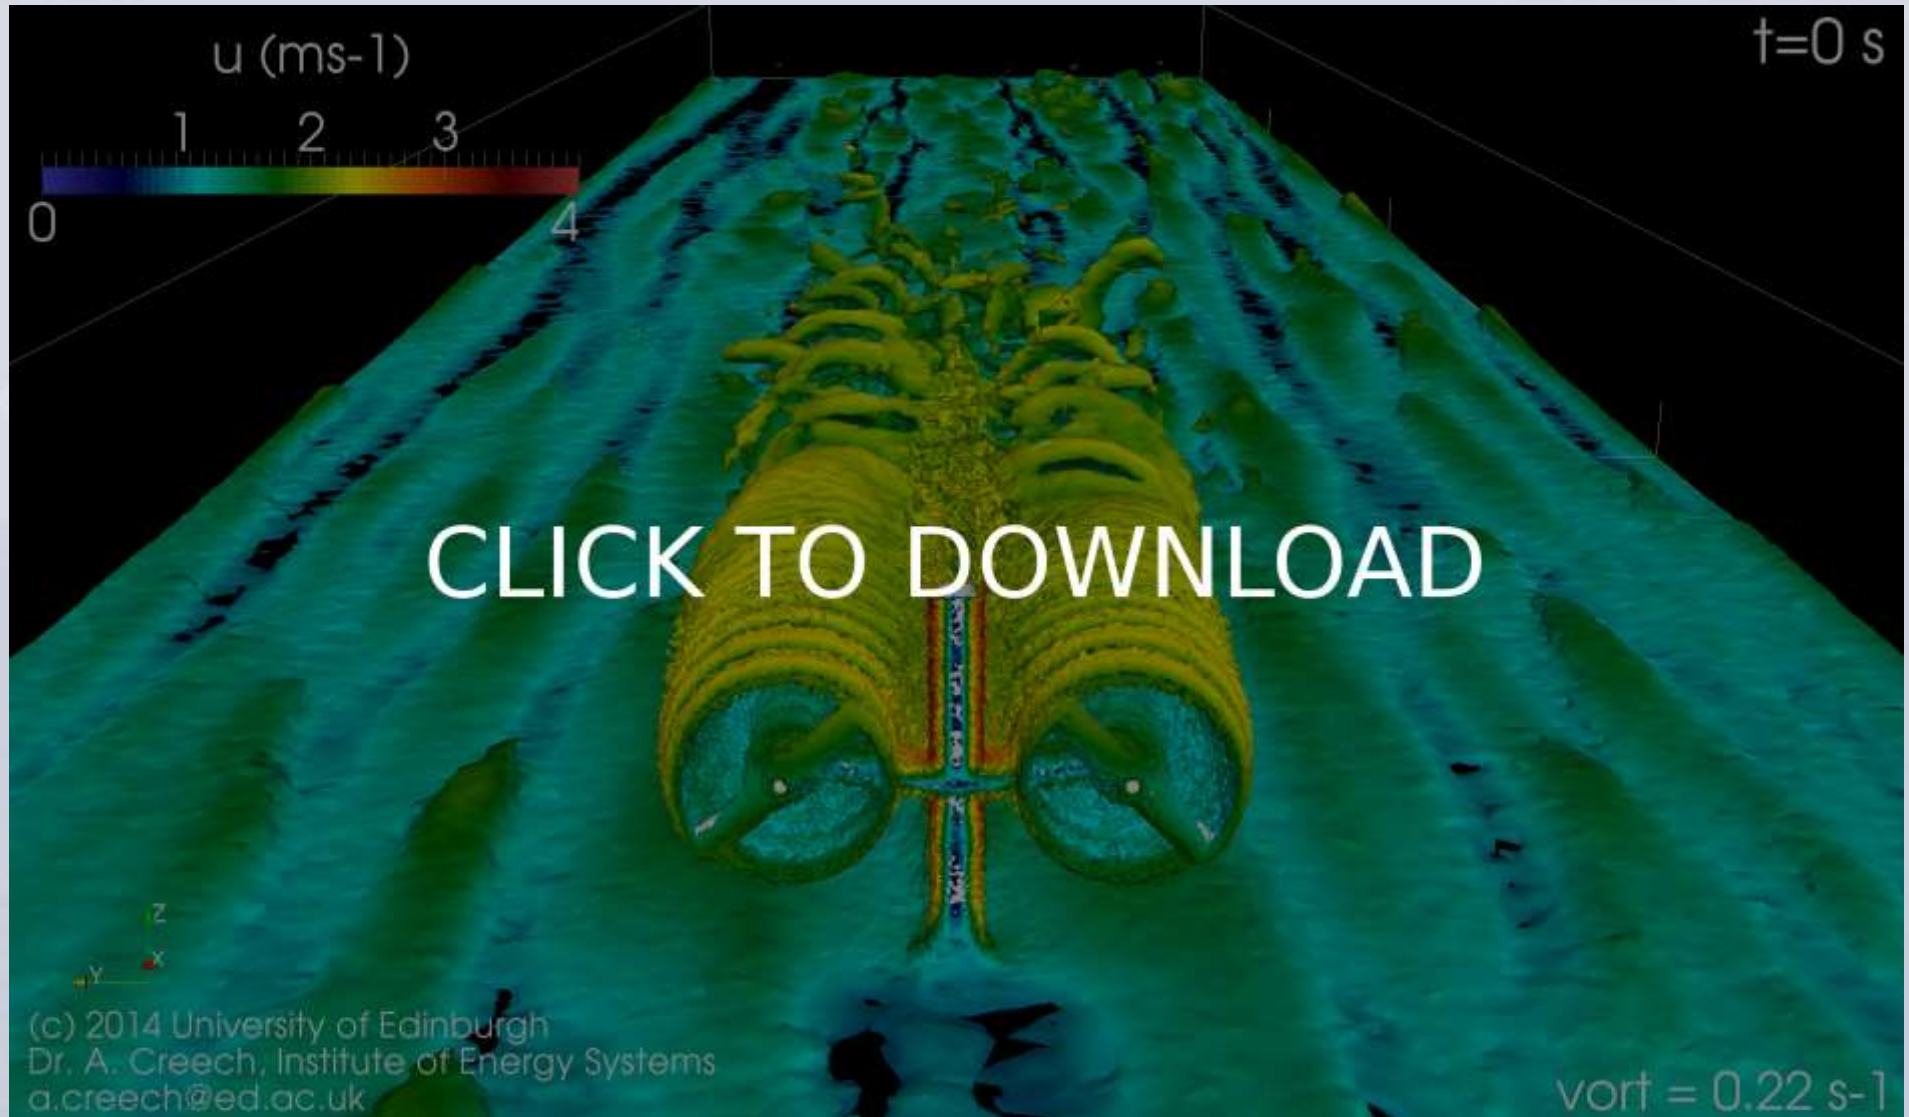 u (ms-1)
t=0 s
1 2 3
0 4
CLICK TO DOWNLOAD
Z
X
Y
(c) 2014 University of Edinburgh
Dr. A. Creech, Institute of Energy Systems
a.creech@ed.ac.uk
vort = 0.22 s-1